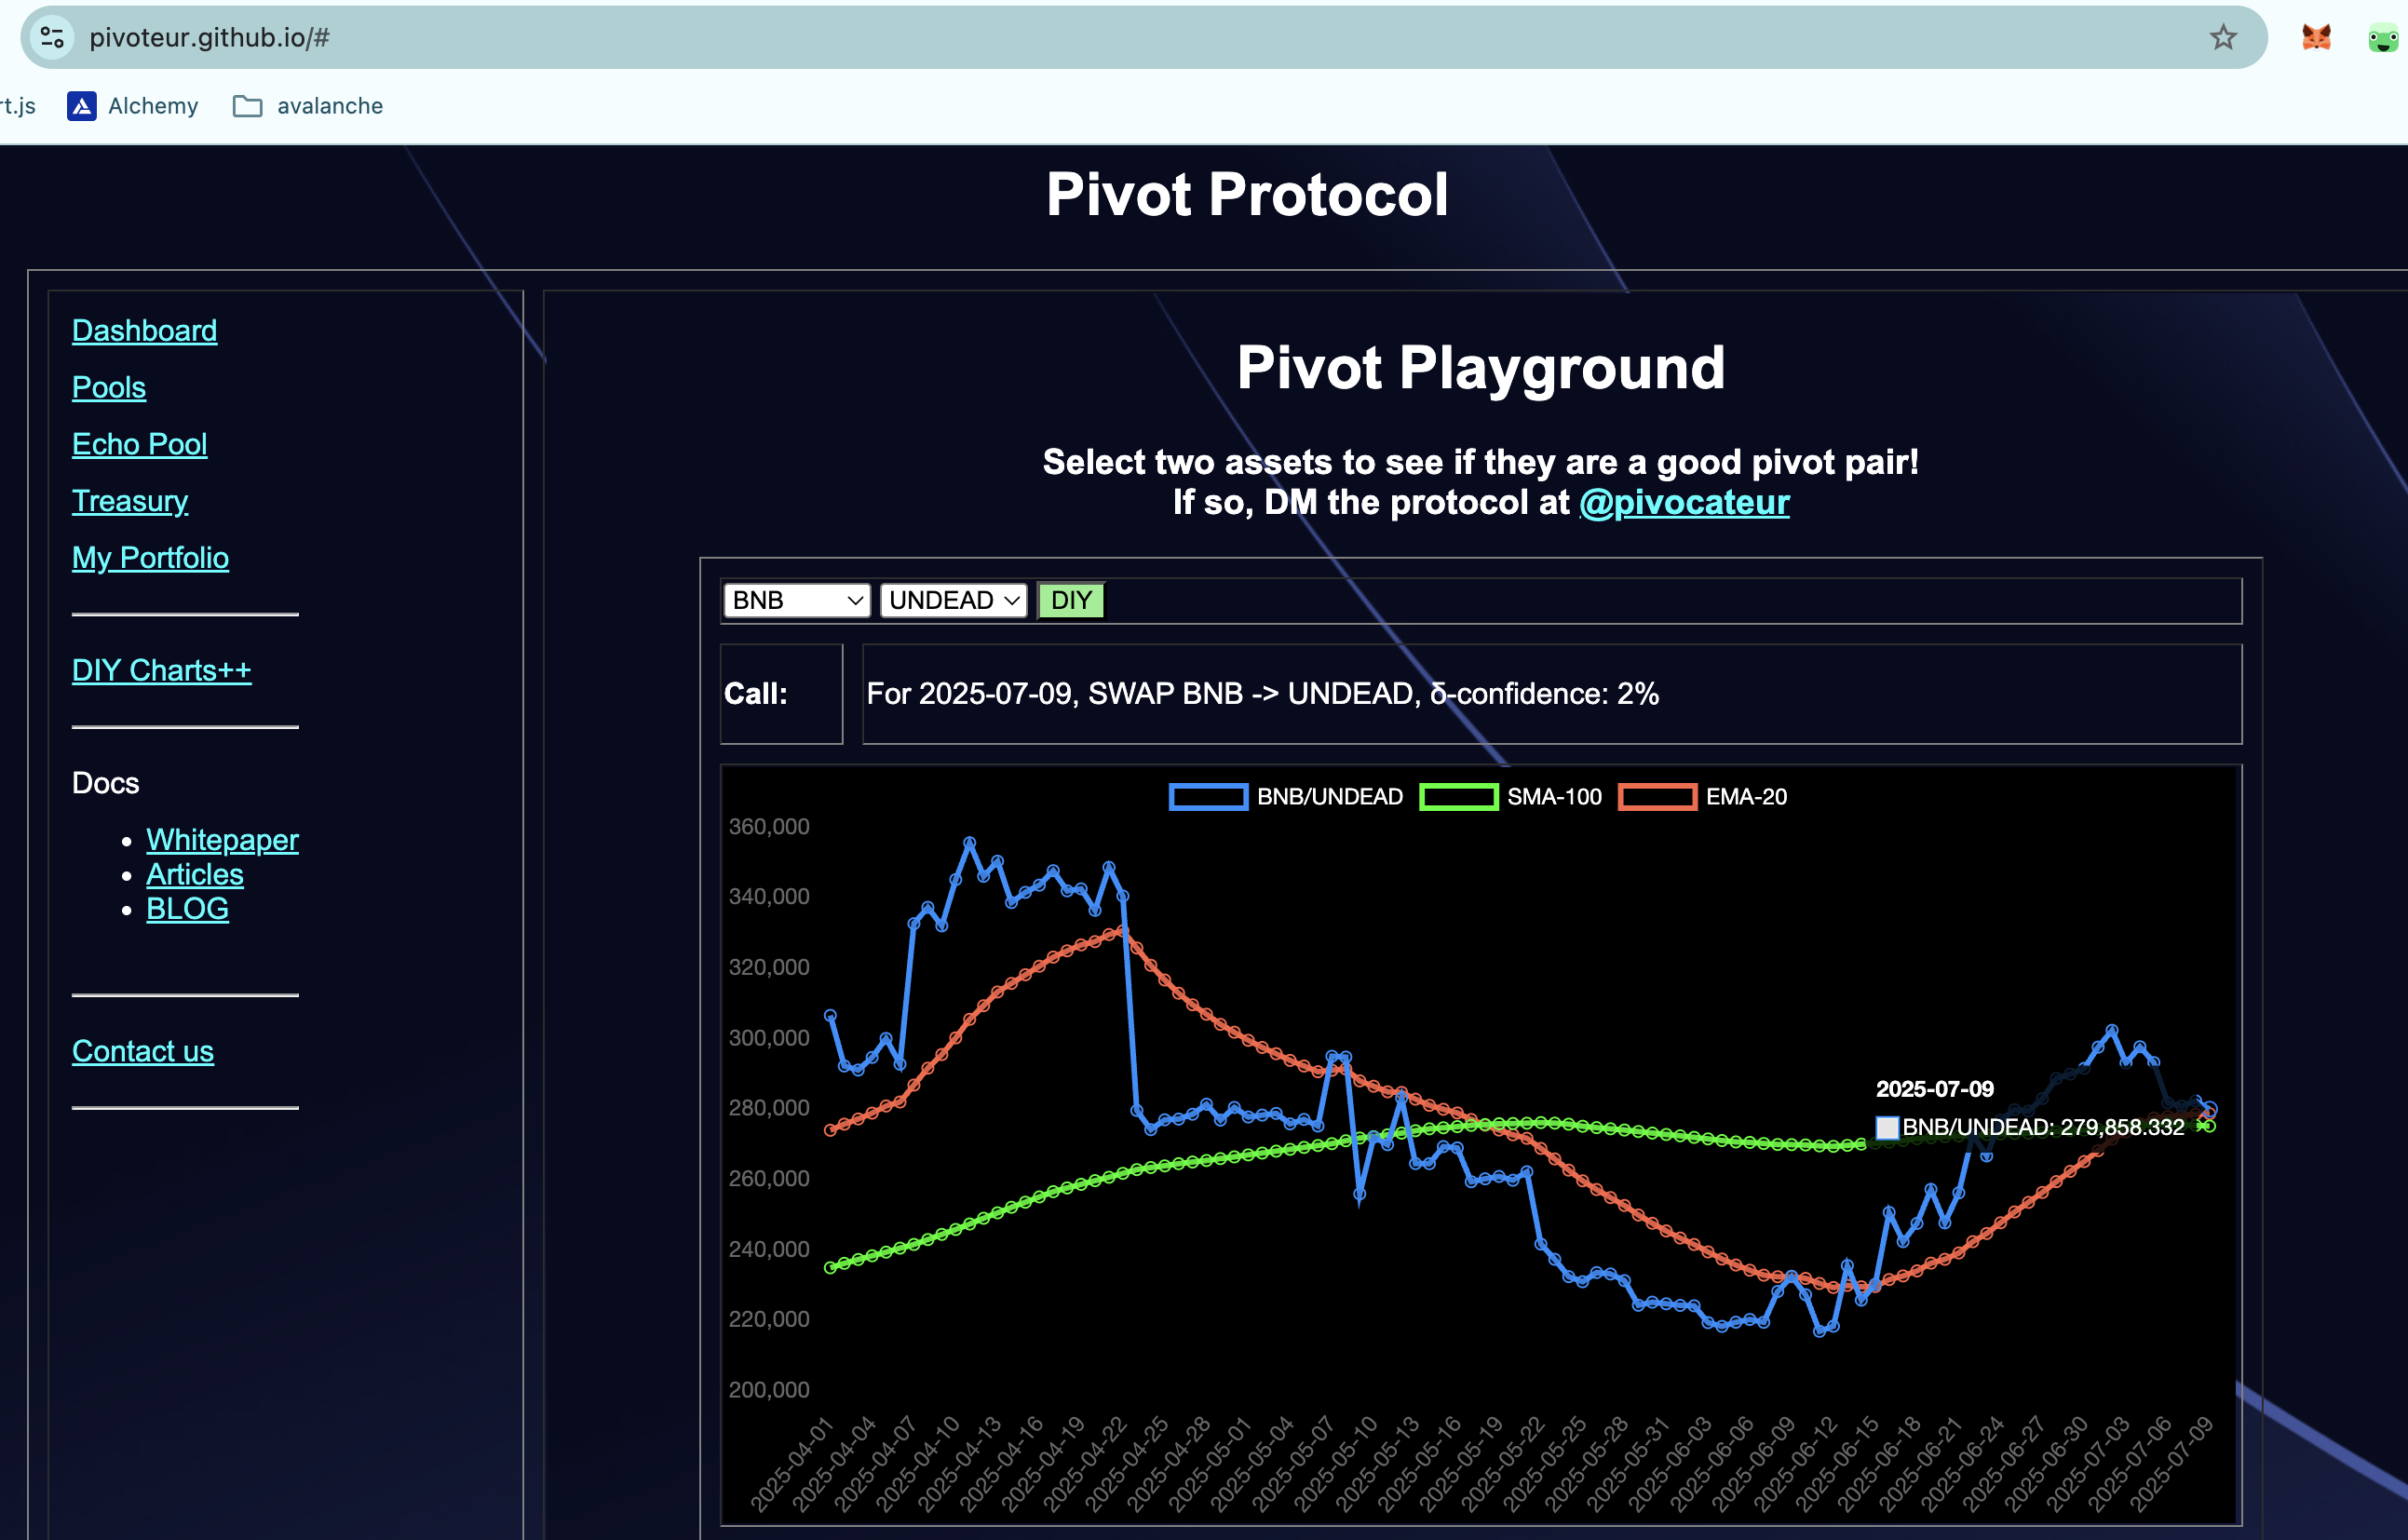 pivoteur.github.io/#
rt.js
Alchemy
avalanche
Pivot Protocol
Dashboard
Pools
Echo Pool
Treasury
My Portfolio
DIY Charts++
Docs
Whitepaper
Articles
BLOG
Contact us
Pivot Playground
Select two assets to see if they are a good pivot pair!
If so, DM the protocol at @pivocateur
BNB UNDEAD DIY
Call: For 2025-07-09, SWAP BNB -> UNDEAD, δ-confidence: 2%
BNB/UNDEAD SMA-100 EMA-20
360,000
340,000
320,000
300,000
280,000
260,000
240,000
220,000
200,000
2025-07-09
BNB/UNDEAD: 279,858.332
2025-04-01
2025-04-04
2025-04-07
2025-04-10
2025-04-13
2025-04-16
2025-04-19
2025-04-22
2025-04-25
2025-04-28
2025-05-01
2025-05-04
2025-05-07
2025-05-10
2025-05-13
2025-05-16
2025-05-19
2025-05-22
2025-05-25
2025-05-28
2025-05-31
2025-06-03
2025-06-06
2025-06-09
2025-06-12
2025-06-15
2025-06-18
2025-06-21
2025-06-24
2025-06-27
2025-06-30
2025-07-03
2025-07-06
2025-07-09